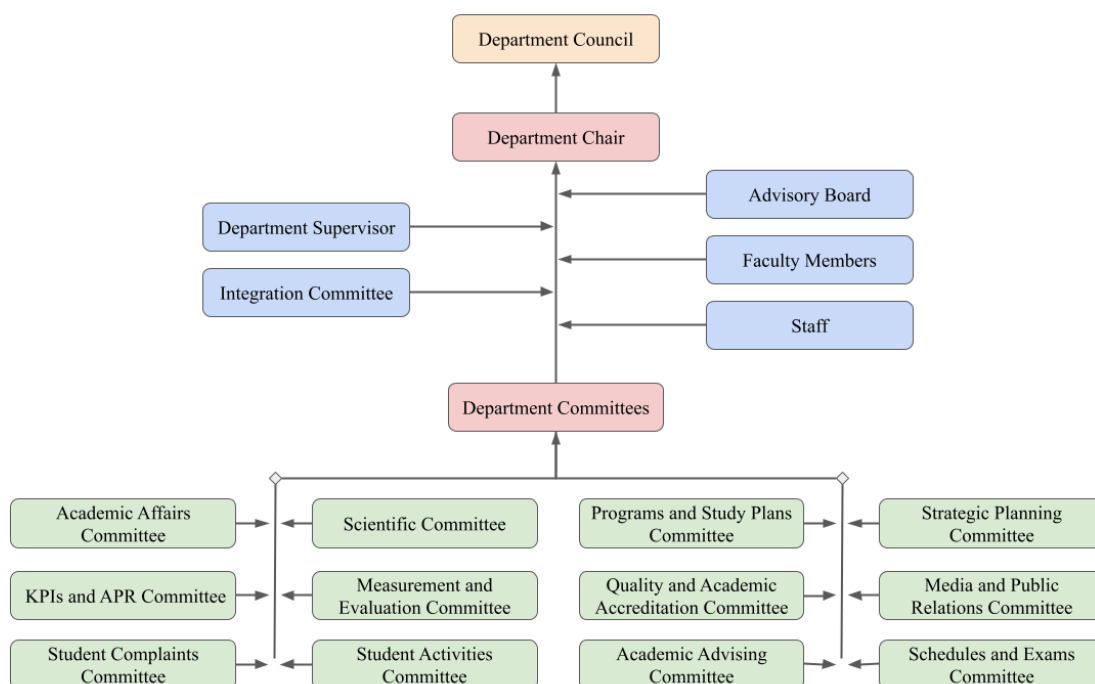 Department Council
Department Chair
Advisory Board
Department Supervisor
Faculty Members
Integration Committee
Staff
Department Committees
Academic Affairs
Committee
Scientific Committee
Programs and Study Plans
Committee
Strategic Planning
Committee
KPIs and APR Committee
Measurement and
Evaluation Committee
Quality and Academic
Accreditation Committee
Media and Public
Relations Committee
Student Complaints
Committee
Student Activities
Committee
Academic Advising
Committee
Schedules and Exams
Committee